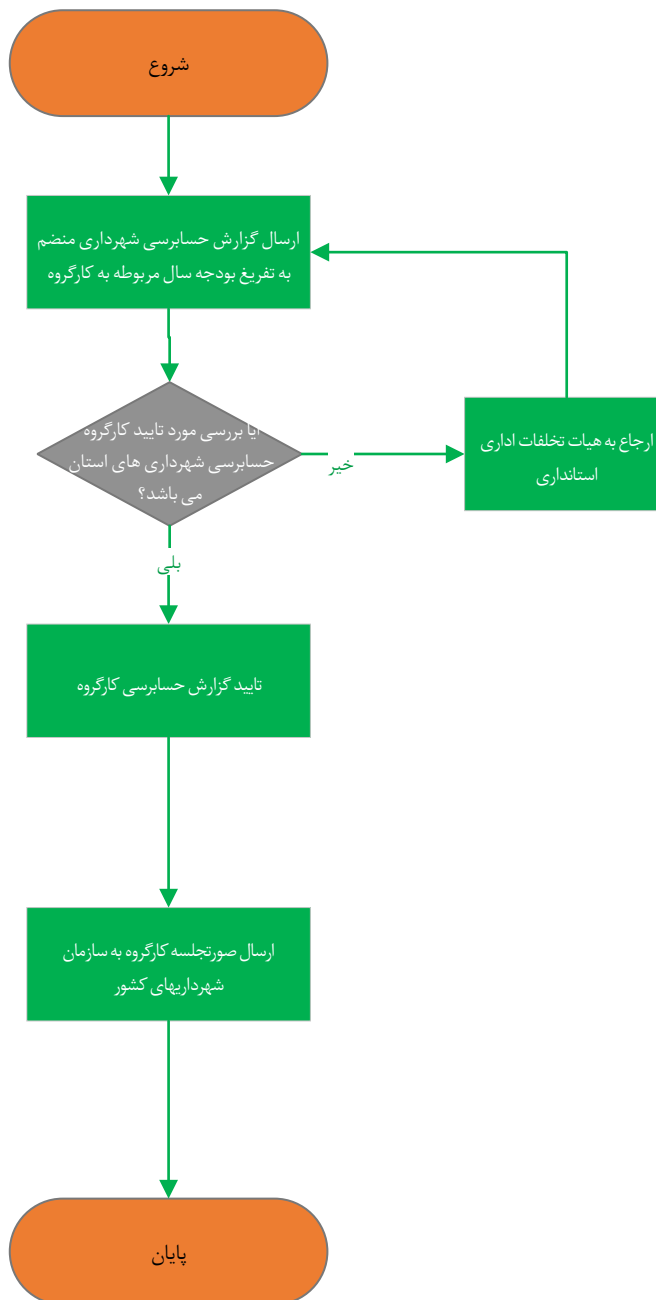 شروع
ارسال گزارش حسابرسی شهرداری منضم
به تفریغ بودجه سال مربوطه به کارگروه
آیا بررسی مورد تایید کارگروه
حسابرسی شهرداری های استان
می باشد؟
خیر
ارجاع به هیات تخلفات اداری
استانداری
بلی
تایید گزارش حسابرسی کارگروه
ارسال صورتجلسه کارگروه به سازمان
شهرداریهای کشور
پایان